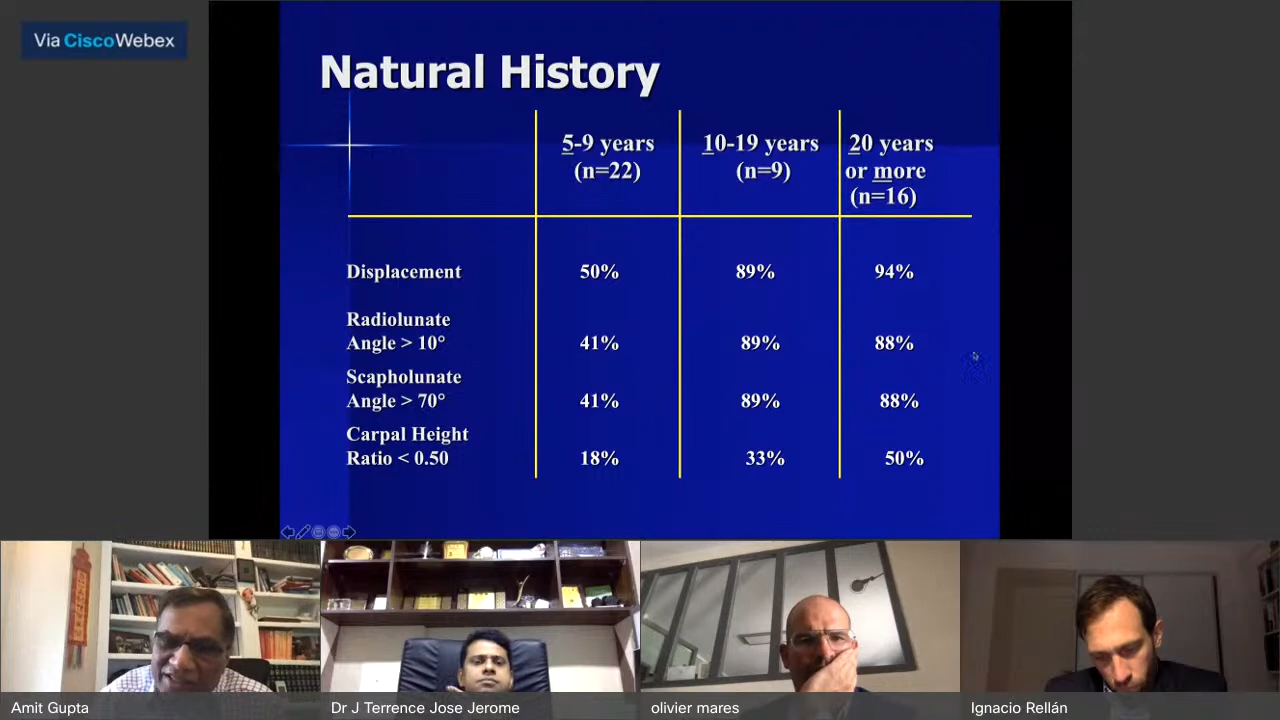 Via Cisco Webex
Natural History
5-9 years
(n=22)
10-19 years
(n=9)
20 years
or more
(n=16)
Displacement 50% 89% 94%
Radiolunate
Angle > 10° 41% 89% 88%
Scapholunate
Angle > 70° 41% 89% 88%
Carpal Height
Ratio < 0.50 18% 33% 50%
Amit Gupta
Dr J Terrence Jose Jerome
olivier mares
Ignacio Rellán